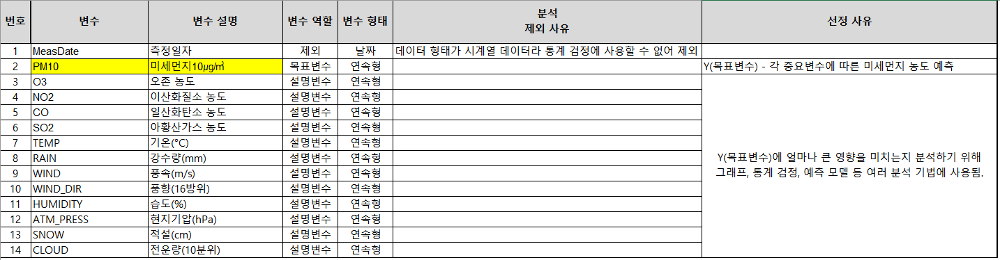 번호 변수 변수 설명 변수 역할 변수 형태 분석 선정 사유
제외 사유
1 MeasDate 측정일자 제외 날짜 데이터 형태가 시계열 데이터라 통계 검정에 사용할 수 없어 제외
2 PM10 미세먼지10㎍/㎥ 목표변수 연속형 Y(목표변수) - 각 중요변수에 따른 미세먼지 농도 예측
3 O3 오존 농도 설명변수 연속형
4 NO2 이산화질소 농도 설명변수 연속형
5 CO 일산화탄소 농도 설명변수 연속형
6 SO2 아황산가스 농도 설명변수 연속형
7 TEMP 기온(°C) 설명변수 연속형
8 RAIN 강수량(mm) 설명변수 연속형 Y(목표변수)에 얼마나 큰 영향을 미치는지 분석하기 위해
9 WIND 풍속(m/s) 설명변수 연속형 그래프, 통계 검정, 예측 모델 등 여러 분석 기법에 사용됨.
10 WIND_DIR 풍향(16방위) 설명변수 연속형
11 HUMIDITY 습도(%) 설명변수 연속형
12 ATM_PRESS 현지기압(hPa) 설명변수 연속형
13 SNOW 적설(cm) 설명변수 연속형
14 CLOUD 전운량(10분위) 설명변수 연속형